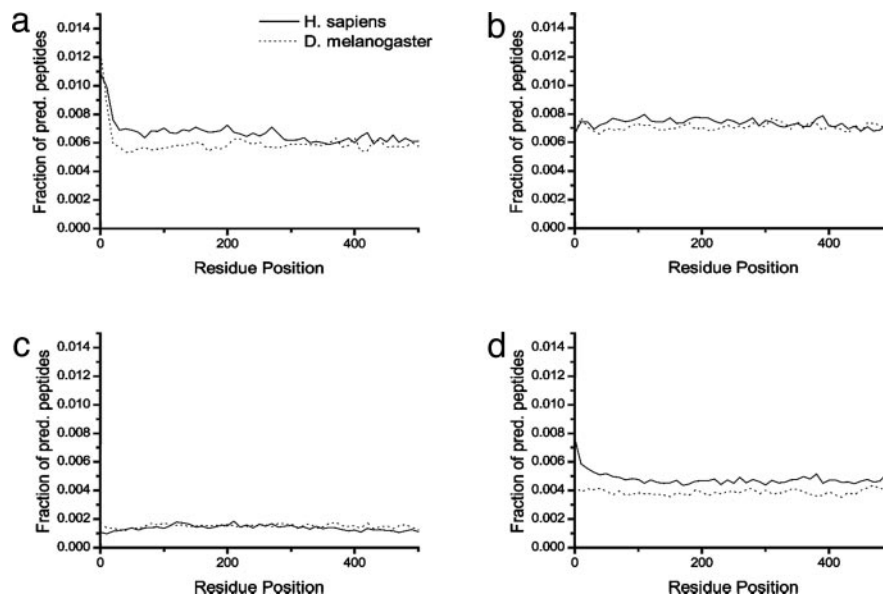 a
H. sapiens
D. melanogaster
Fraction of pred. peptides
0.014
0.012
0.010
0.008
0.006
0.004
0.002
0.000
0 200 400
Residue Position
b
Fraction of pred. peptides
0.014
0.012
0.010
0.008
0.006
0.004
0.002
0.000
0 200 400
Residue Position
c
Fraction of pred. peptides
0.014
0.012
0.010
0.008
0.006
0.004
0.002
0.000
0 200 400
Residue Position
d
Fraction of pred. peptides
0.014
0.012
0.010
0.008
0.006
0.004
0.002
0.000
0 200 400
Residue Position